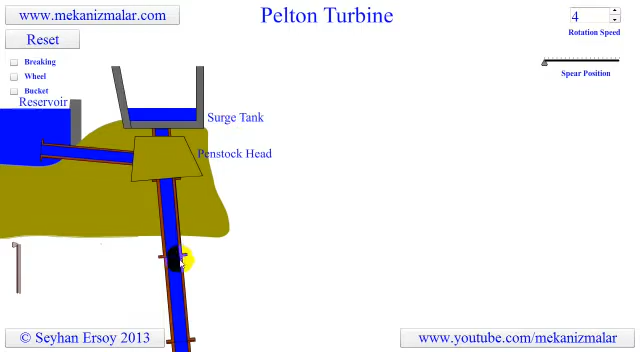 www.mekanizmalar.com
Pelton Turbine
4
Reset
Rotation Speed
Breaking
Wheel
Spear Position
Bucket
Reservoir
Surge Tank
Penstock Head
© Seyhan Ersoy 2013
www.youtube.com/mekanizmalar